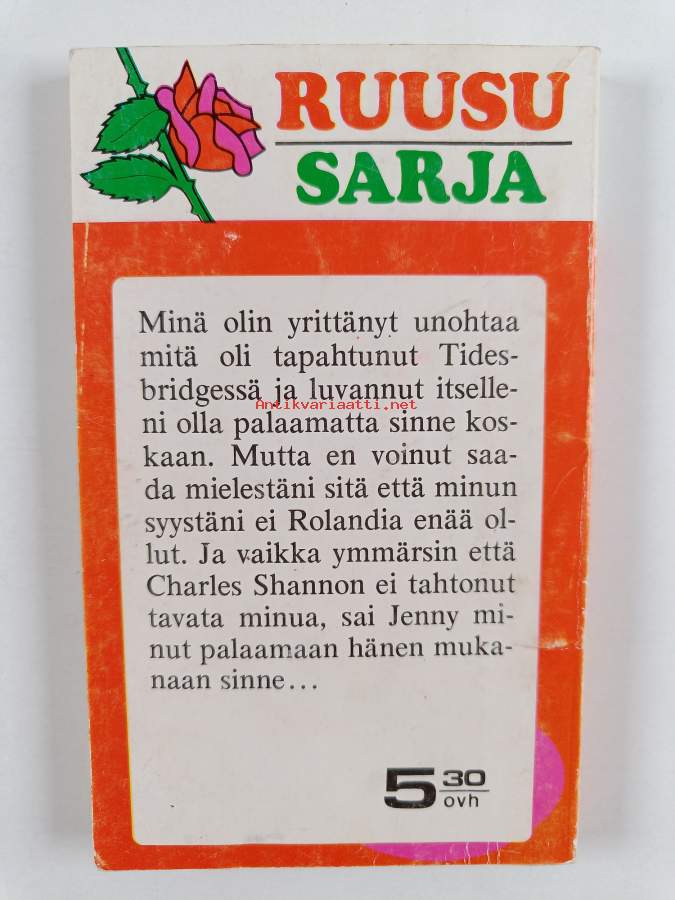 RUUSU
SARJA
Minä olin yrittänyt unohtaa
mitä oli tapahtunut Tides-
bridgessä ja luvannut itselle-
Antikvariaatti.net
ni olla palaamatta sinne kos-
kaan. Mutta en voinut saa-
da mielestäni sitä että minun
syystäni ei Rolandia enää ol-
lut. Ja vaikka ymmärsin että
Charles Shannon ei tahtonut
tavata minua, sai Jenny mi-
nut palaamaan hänen muka-
naan sinne...
5 30
ovh